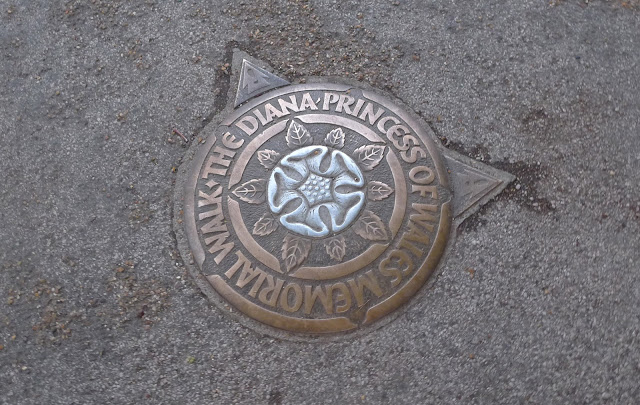 THE DIANA·PRINCESS OF WALES' MEMORIAL WALK·